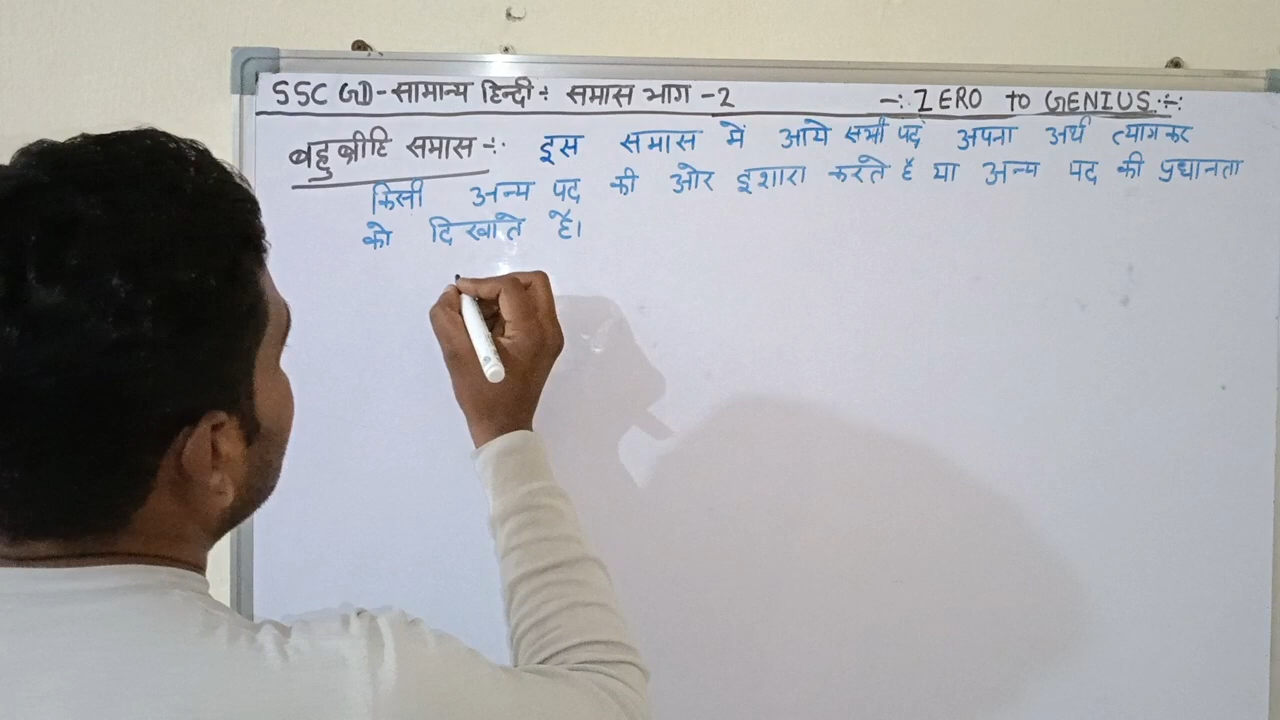 SSC GD - सामान्य हिन्दी ÷ समास भाग - 2 -: ZERO to GENIUS :-
बहुब्रीहि समास -: इस समास में आये सभी पद अपना अर्थ त्याग कर
किसी अन्य पद की ओर इशारा करते है या अन्य पद की प्रधानता
को दिखाते है।